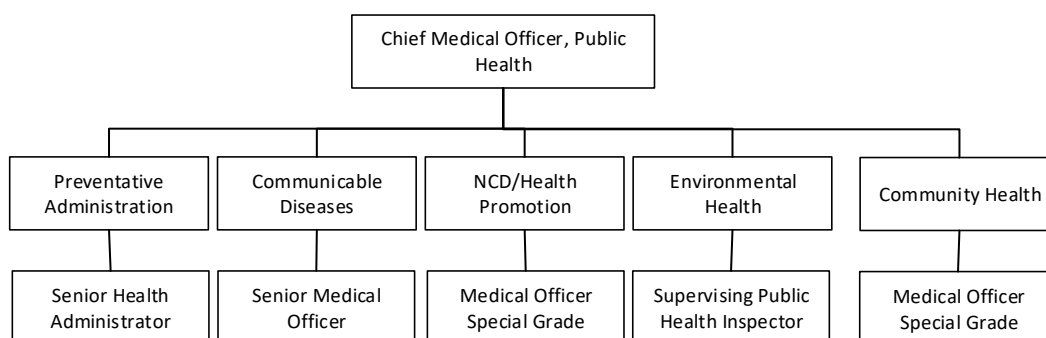 Chief Medical Officer, Public
Health
Preventative
Administration
Communicable
Diseases
NCD/Health
Promotion
Environmental
Health
Community Health
Senior Health
Administrator
Senior Medical
Officer
Medical Officer
Special Grade
Supervising Public
Health Inspector
Medical Officer
Special Grade